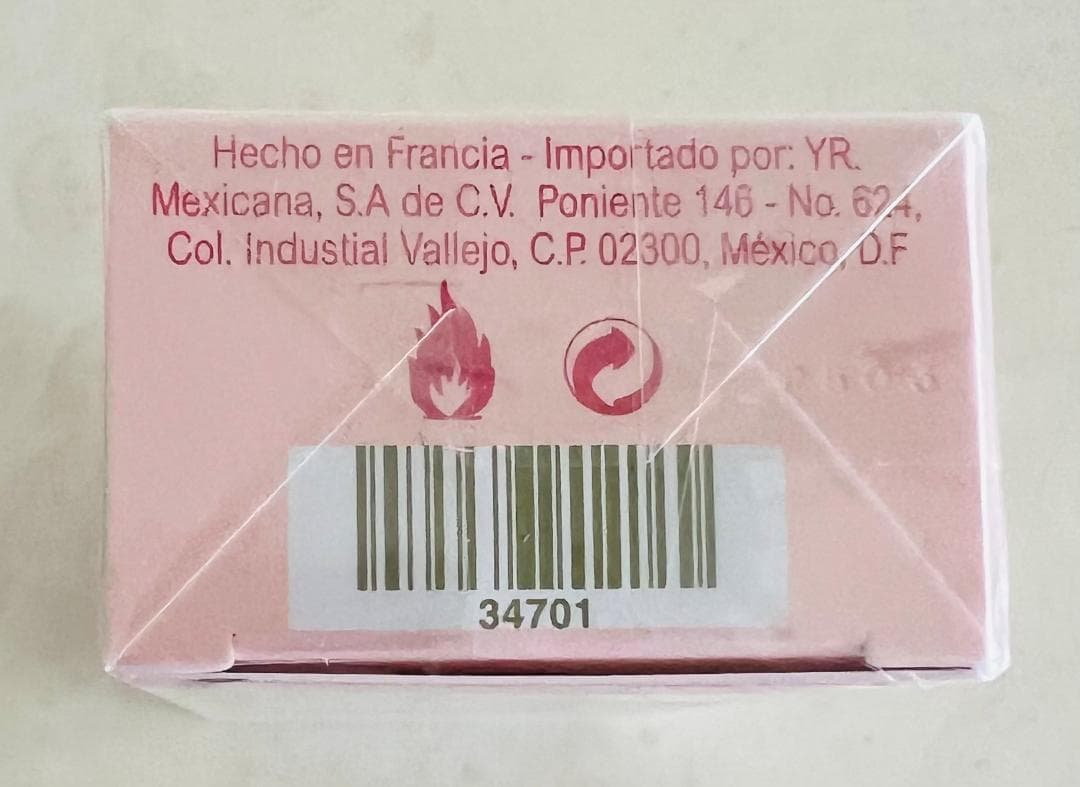 Hecho en Francia - Importado por: YR.
Mexicana, S.A de C.V. Poniente 146 - No. 624,
Col. Industial Vallejo, C.P. 02300, México, D.F
34701